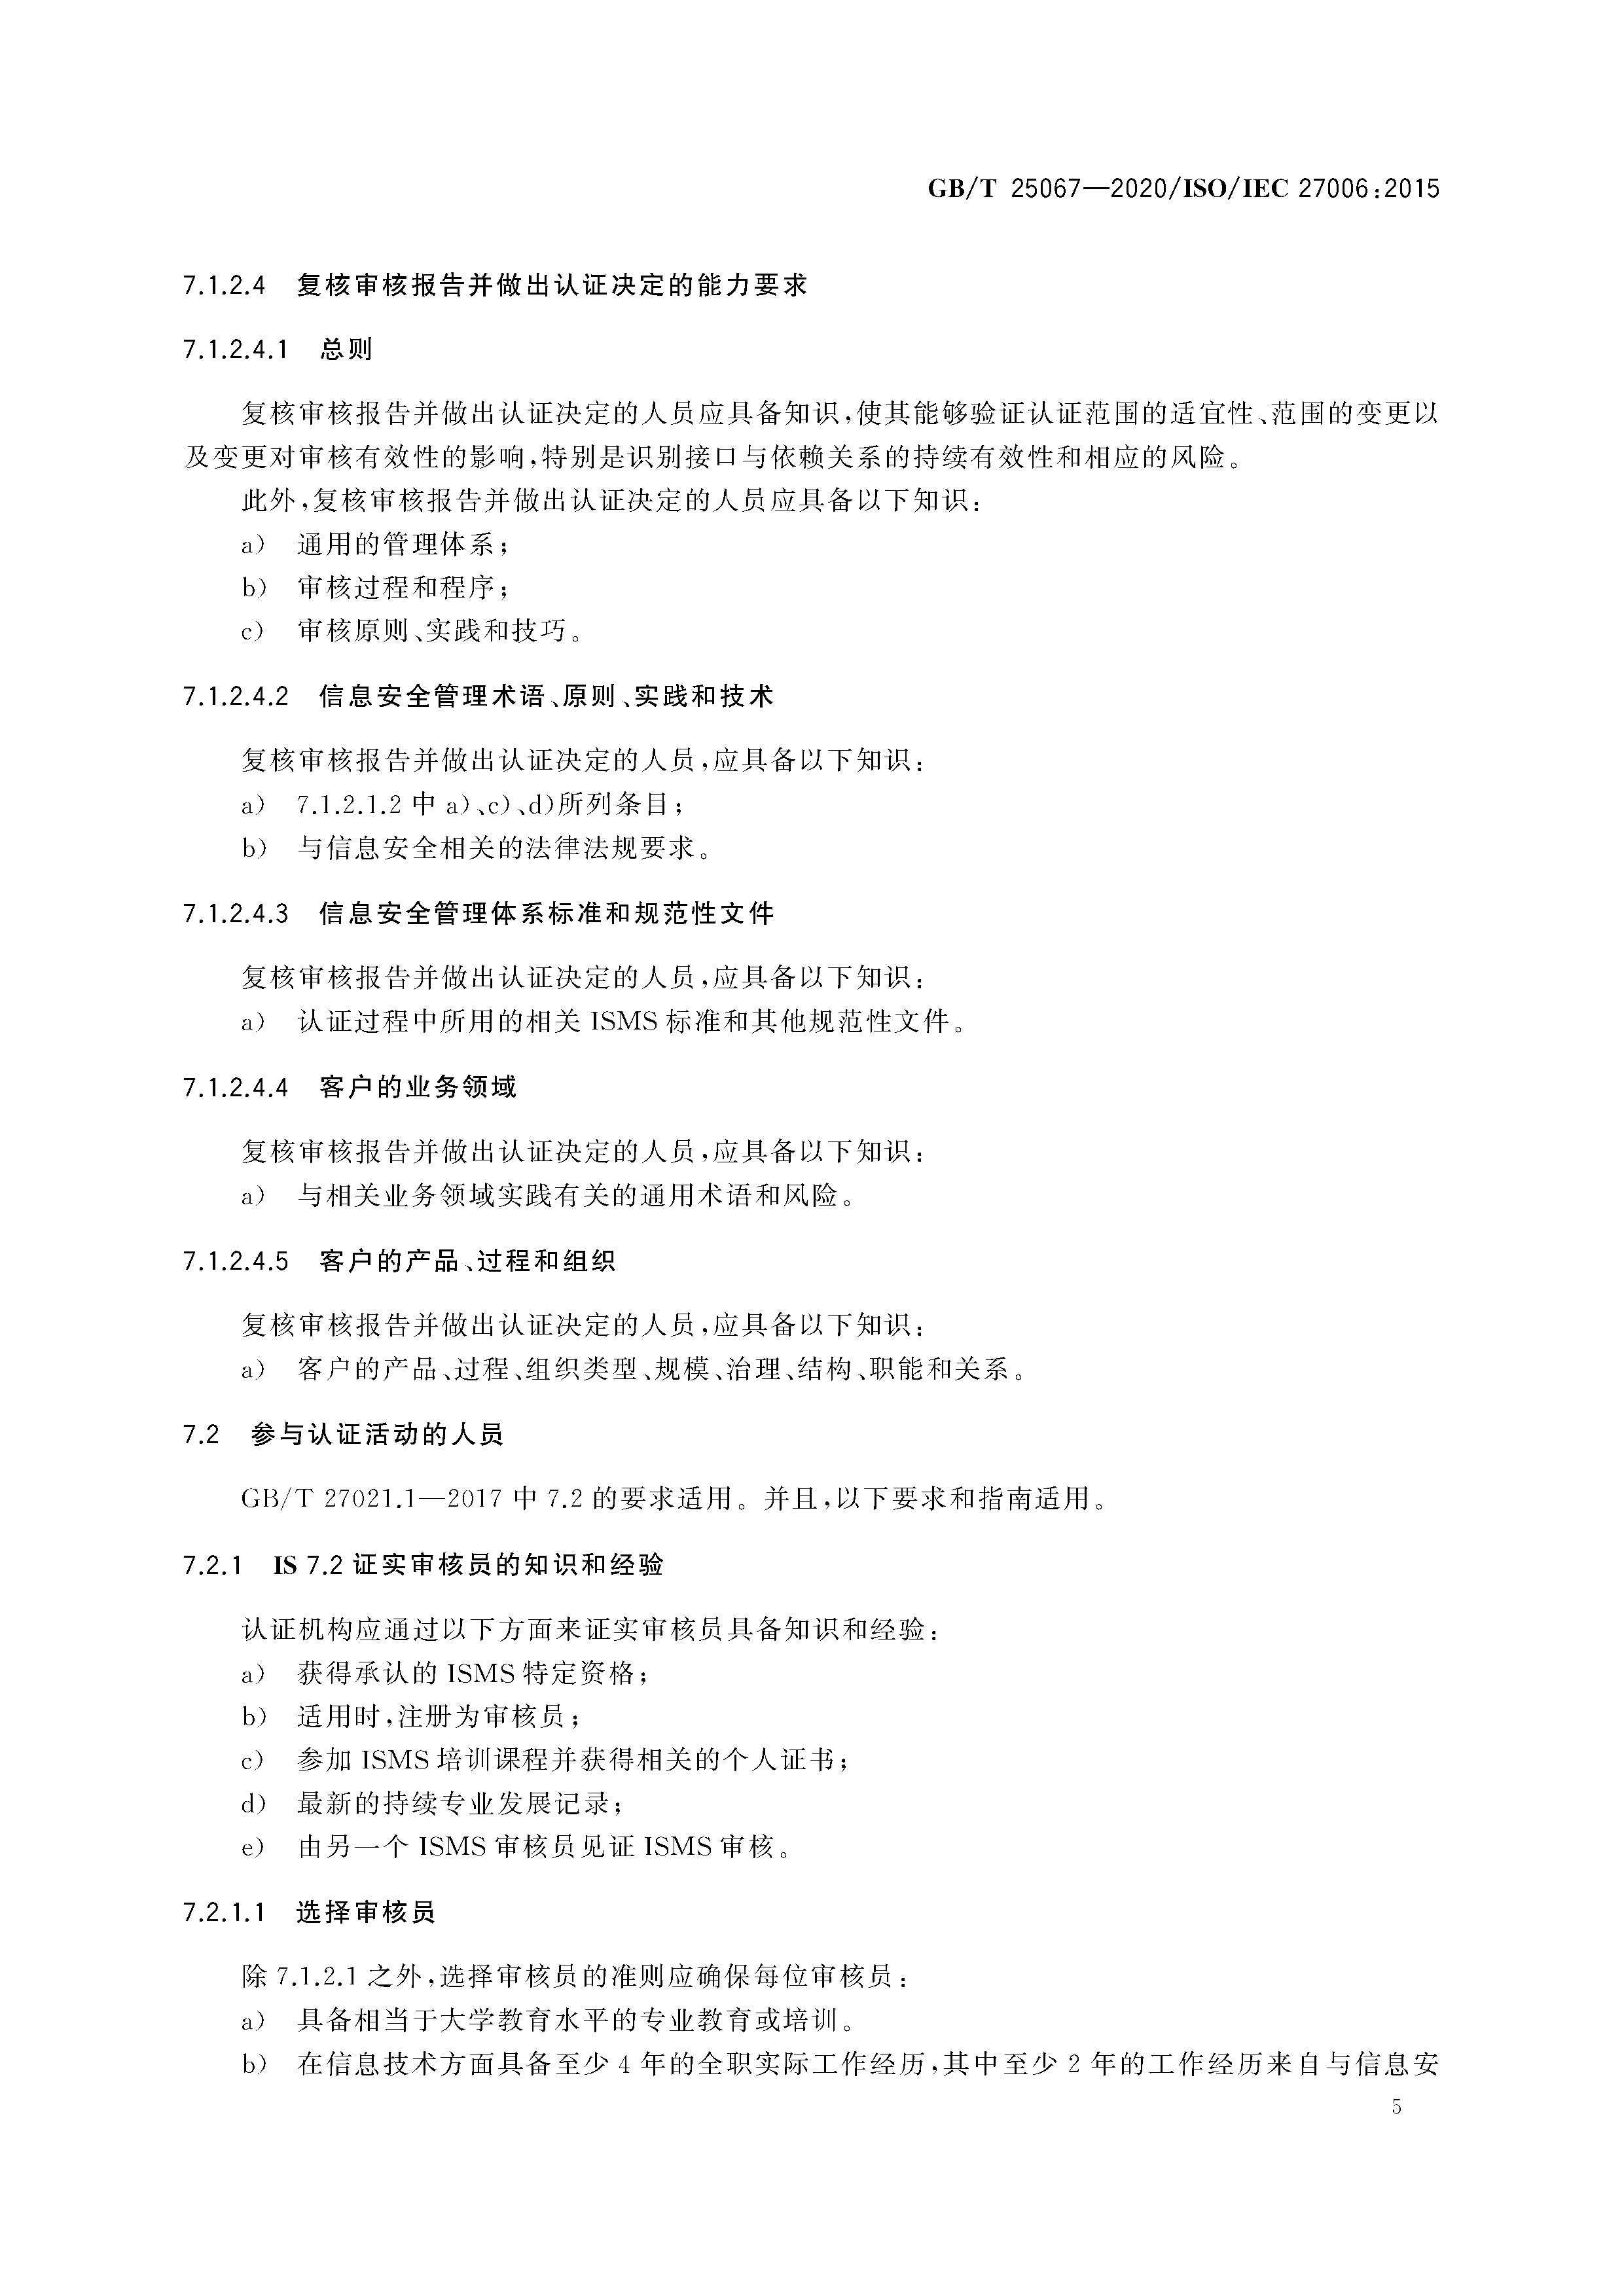 GB/T 25067—2020/ISO/IEC 27006:2015
7.1.2.4 复核审核报告并做出认证决定的能力要求
7.1.2.4.1 总则
复核审核报告并做出认证决定的人员应具备知识,使其能够验证认证范围的适宜性、范围的变更以
及变更对审核有效性的影响,特别是识别接口与依赖关系的持续有效性和相应的风险。
此外,复核审核报告并做出认证决定的人员应具备以下知识:
a) 通用的管理体系;
b) 审核过程和程序;
c) 审核原则、实践和技巧。
7.1.2.4.2 信息安全管理术语、原则、实践和技术
复核审核报告并做出认证决定的人员,应具备以下知识:
a) 7.1.2.1.2 中 a)、c)、d)所列条目;
b) 与信息安全相关的法律法规要求。
7.1.2.4.3 信息安全管理体系标准和规范性文件
复核审核报告并做出认证决定的人员,应具备以下知识:
a) 认证过程中所用的相关 ISMS 标准和其他规范性文件。
7.1.2.4.4 客户的业务领域
复核审核报告并做出认证决定的人员,应具备以下知识:
a) 与相关业务领域实践有关的通用术语和风险。
7.1.2.4.5 客户的产品、过程和组织
复核审核报告并做出认证决定的人员,应具备以下知识:
a) 客户的产品、过程、组织类型、规模、治理、结构、职能和关系。
7.2 参与认证活动的人员
GB/T 27021.1—2017 中 7.2 的要求适用。并且,以下要求和指南适用。
7.2.1 IS 7.2 证实审核员的知识和经验
认证机构应通过以下方面来证实审核员具备知识和经验:
a) 获得承认的 ISMS 特定资格;
b) 适用时,注册为审核员;
c) 参加 ISMS 培训课程并获得相关的个人证书;
d) 最新的持续专业发展记录;
e) 由另一个 ISMS 审核员见证 ISMS 审核。
7.2.1.1 选择审核员
除 7.1.2.1 之外,选择审核员的准则应确保每位审核员:
a) 具备相当于大学教育水平的专业教育或培训。
b) 在信息技术方面具备至少 4 年的全职实际工作经历,其中至少 2 年的工作经历来自与信息安
5